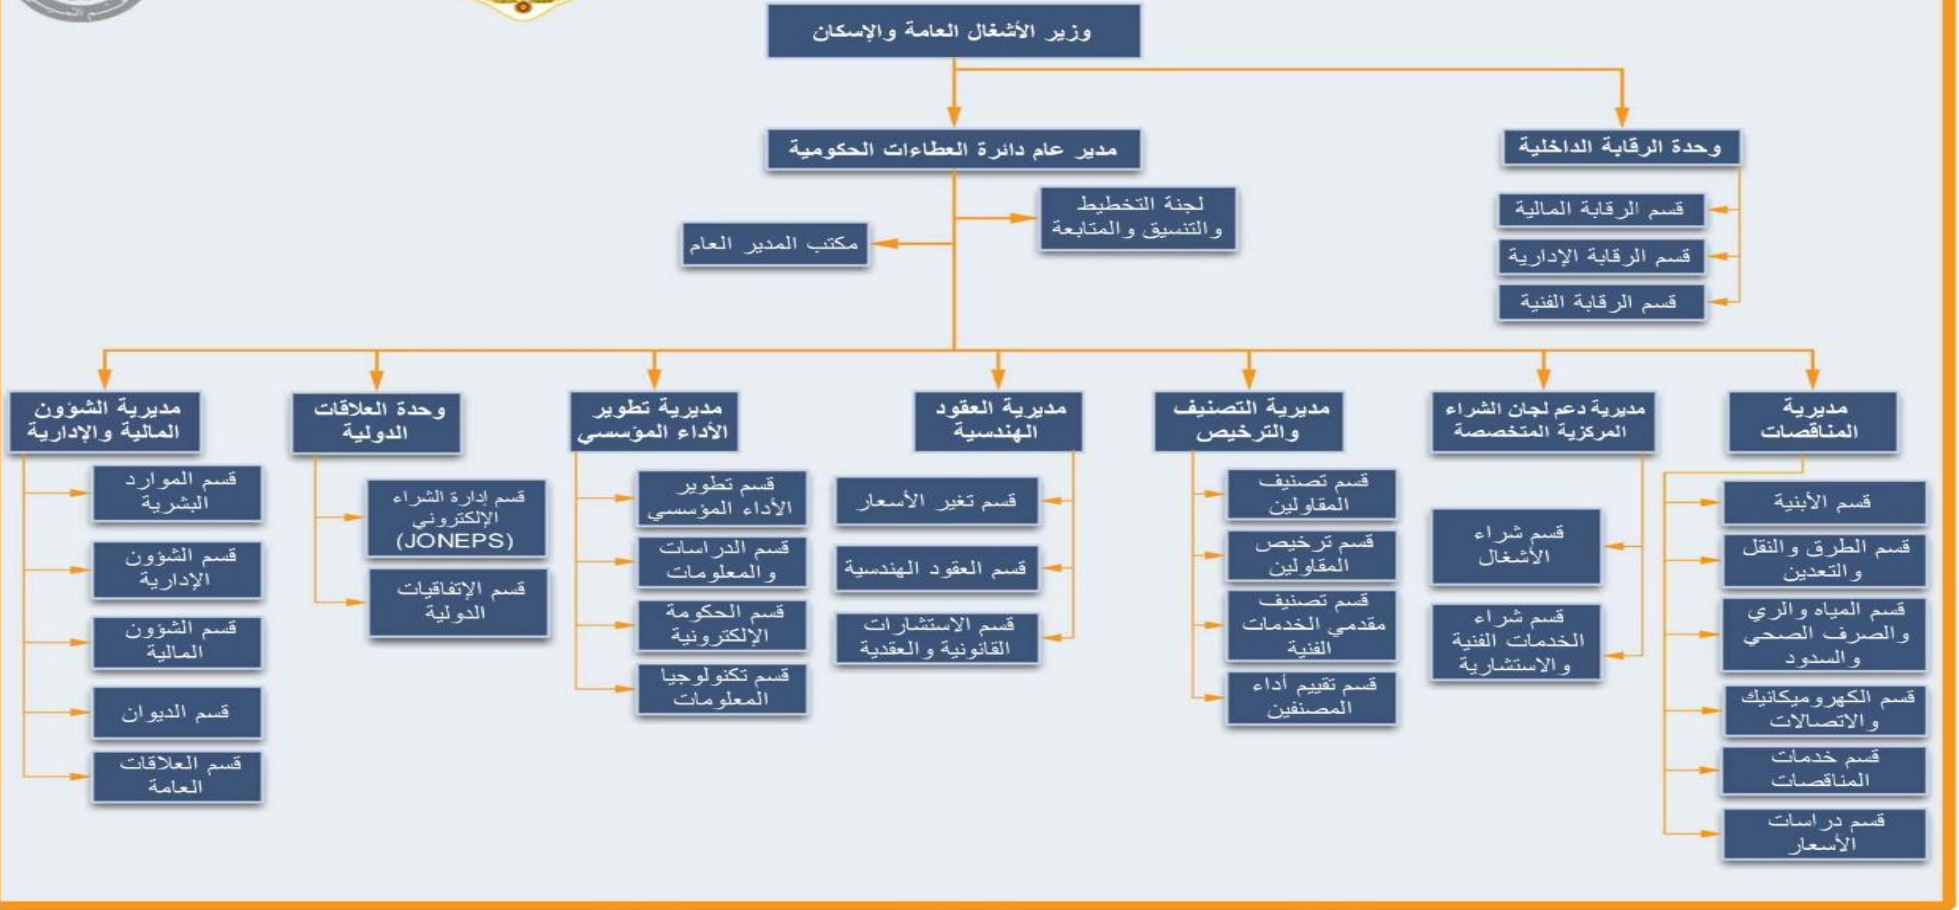 وزير الأشغال العامة والإسكان
مدير عام دائرة العطاءات الحكومية
وحدة الرقابة الداخلية
قسم الرقابة المالية
قسم الرقابة الإدارية
قسم الرقابة الفنية
لجنة التخطيط
والتنسيق والمتابعة
مكتب المدير العام
مديرية
المناقصات
قسم الأبنية
قسم الطرق والنقل
والتعدين
قسم المياه والري
والصرف الصحي
والسدود
قسم الكهروميكانيك
والاتصالات
قسم خدمات
المناقصات
قسم دراسات
الأسعار
مديرية دعم لجان الشراء
المركزية المتخصصة
قسم شراء
الأشغال
قسم شراء
الخدمات الفنية
والاستشارية
مديرية التصنيف
والترخيص
قسم تصنيف
المقاولين
قسم ترخيص
المقاولين
قسم تصنيف
مقدمي الخدمات
الفنية
قسم تقييم أداء
المصنفين
مديرية العقود
الهندسية
قسم تغير الأسعار
قسم العقود الهندسية
قسم الاستشارات
القانونية والعقدية
مديرية تطوير
الأداء المؤسسي
قسم تطوير
الأداء المؤسسي
قسم الدراسات
والمعلومات
قسم الحكومة
الإلكترونية
قسم تكنولوجيا
المعلومات
وحدة العلاقات
الدولية
قسم إدارة الشراء
الإلكتروني
(JONEPS)
قسم الإتفاقيات
الدولية
مديرية الشؤون
المالية والإدارية
قسم الموارد
البشرية
قسم الشؤون
الإدارية
قسم الشؤون
المالية
قسم الديوان
قسم العلاقات
العامة